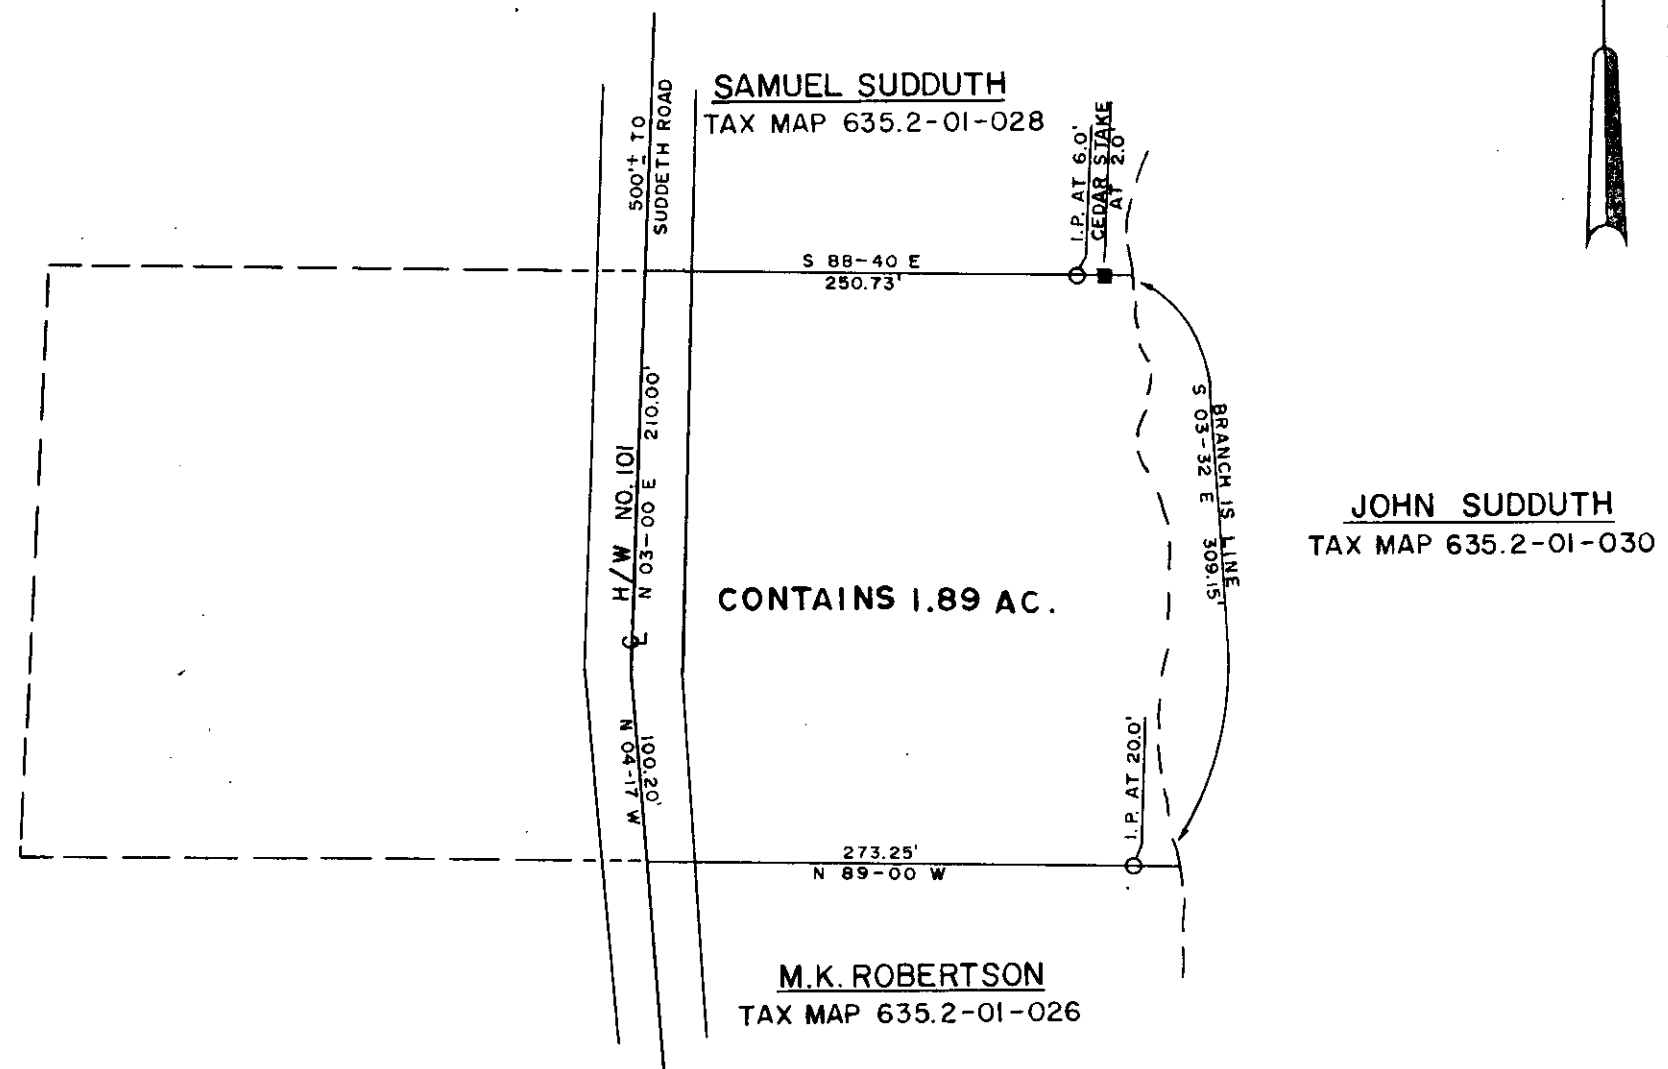 SAMUEL SUDDUTH
TAX MAP 635.2-01-028
500'± TO
SUDDETH ROAD
I.P. AT 6.0'
CEDAR STAKE
AT 2.0'
S 88-40 E
250.73'
H/W NO. 101
N 03-00 E 210.00'
BRANCH IS LINE
S 03-32 E 309.15'
JOHN SUDDUTH
TAX MAP 635.2-01-030
CONTAINS 1.89 AC.
100.20'
N 04-17 W
I.P. AT 20.0'
273.25'
N 89-00 W
M.K. ROBERTSON
TAX MAP 635.2-01-026